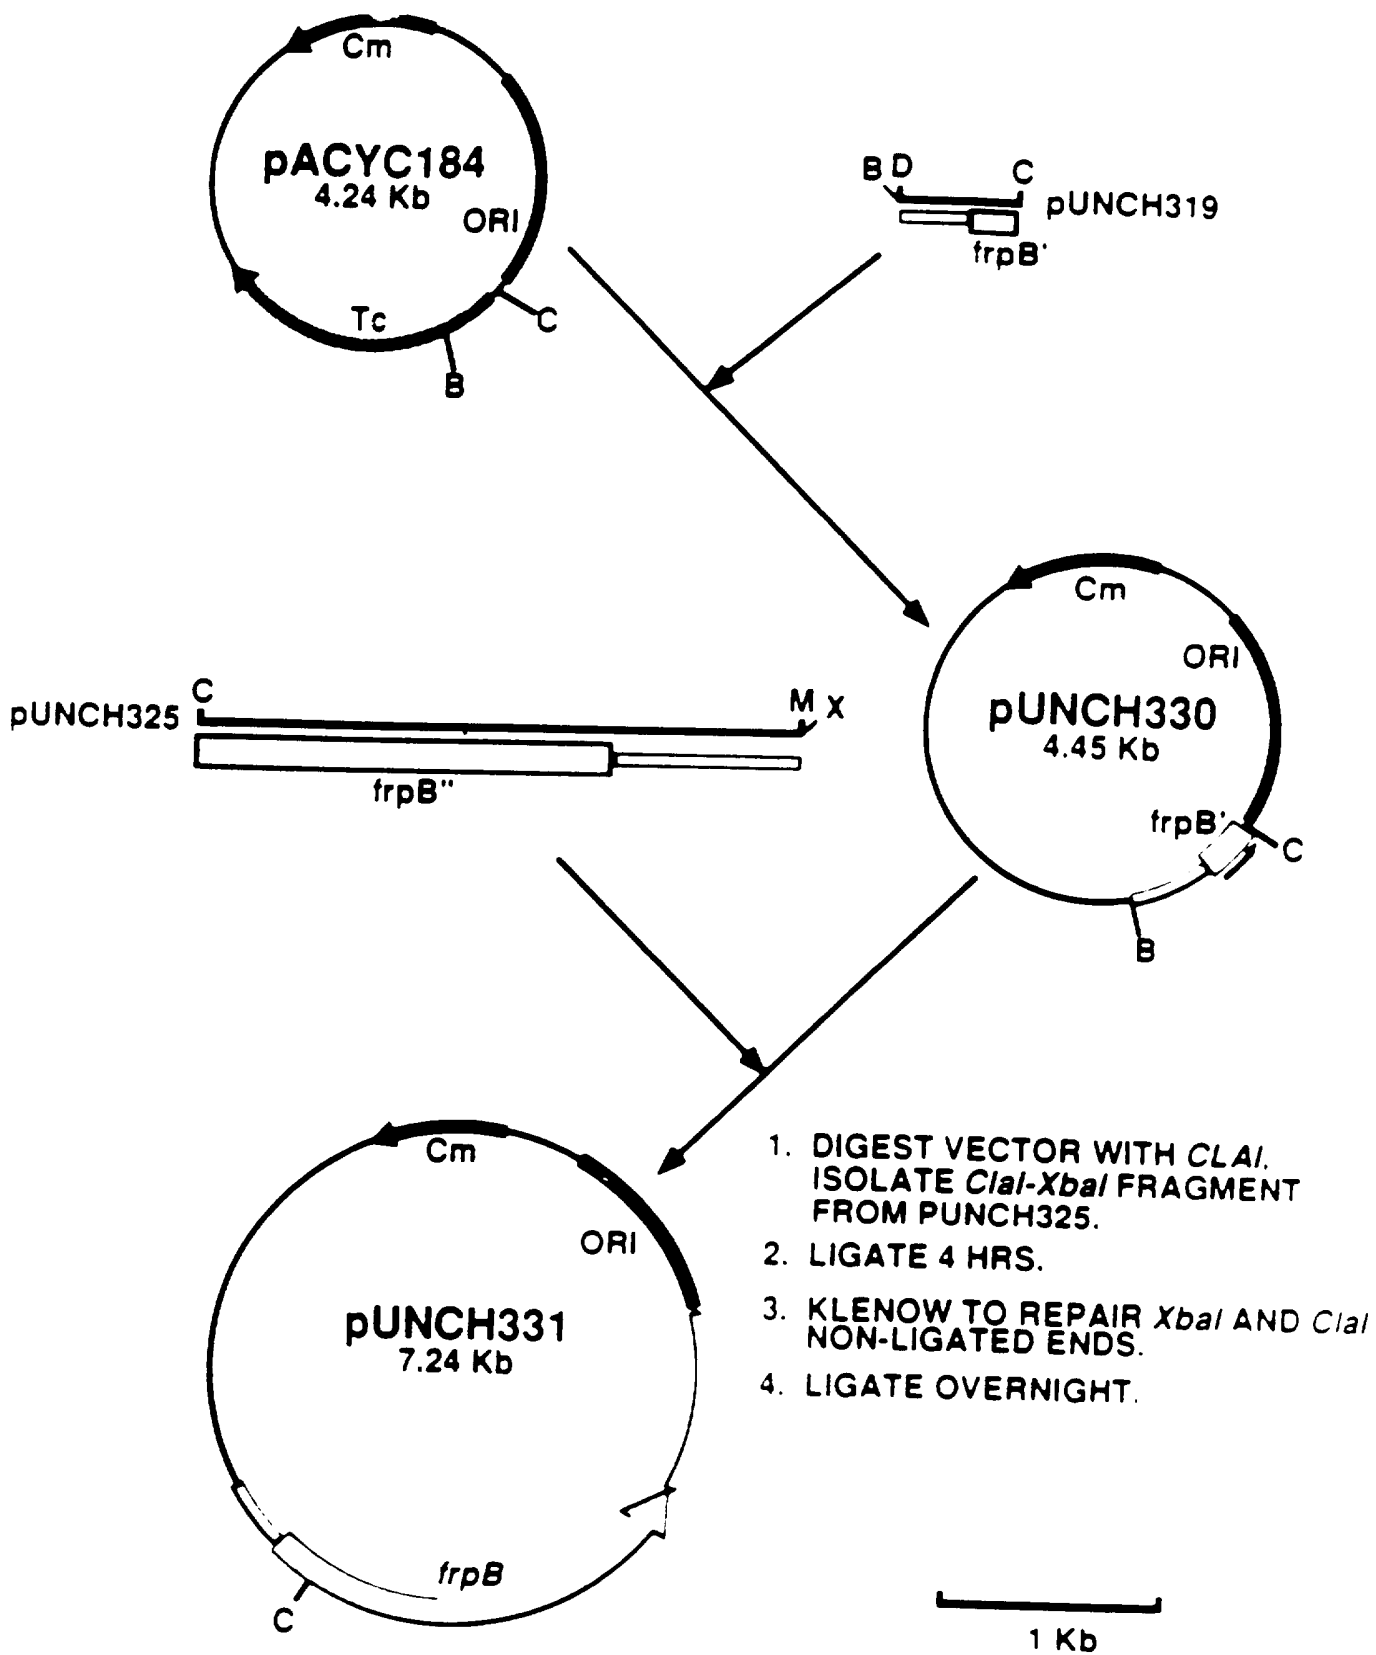 Cm
pACYC184
4.24 Kb
ORI
Tc
C
B
B D C
pUNCH319
frpB'
Cm
ORI
pUNCH330
4.45 Kb
frpB'
C
B
C
M X
pUNCH325
frpB"
Cm
ORI
pUNCH331
7.24 Kb
frpB
C
1. DIGEST VECTOR WITH CLAI.
ISOLATE ClaI-XbaI FRAGMENT
FROM PUNCH325.
2. LIGATE 4 HRS.
3. KLENOW TO REPAIR XbaI AND ClaI
NON-LIGATED ENDS.
4. LIGATE OVERNIGHT.
1 Kb